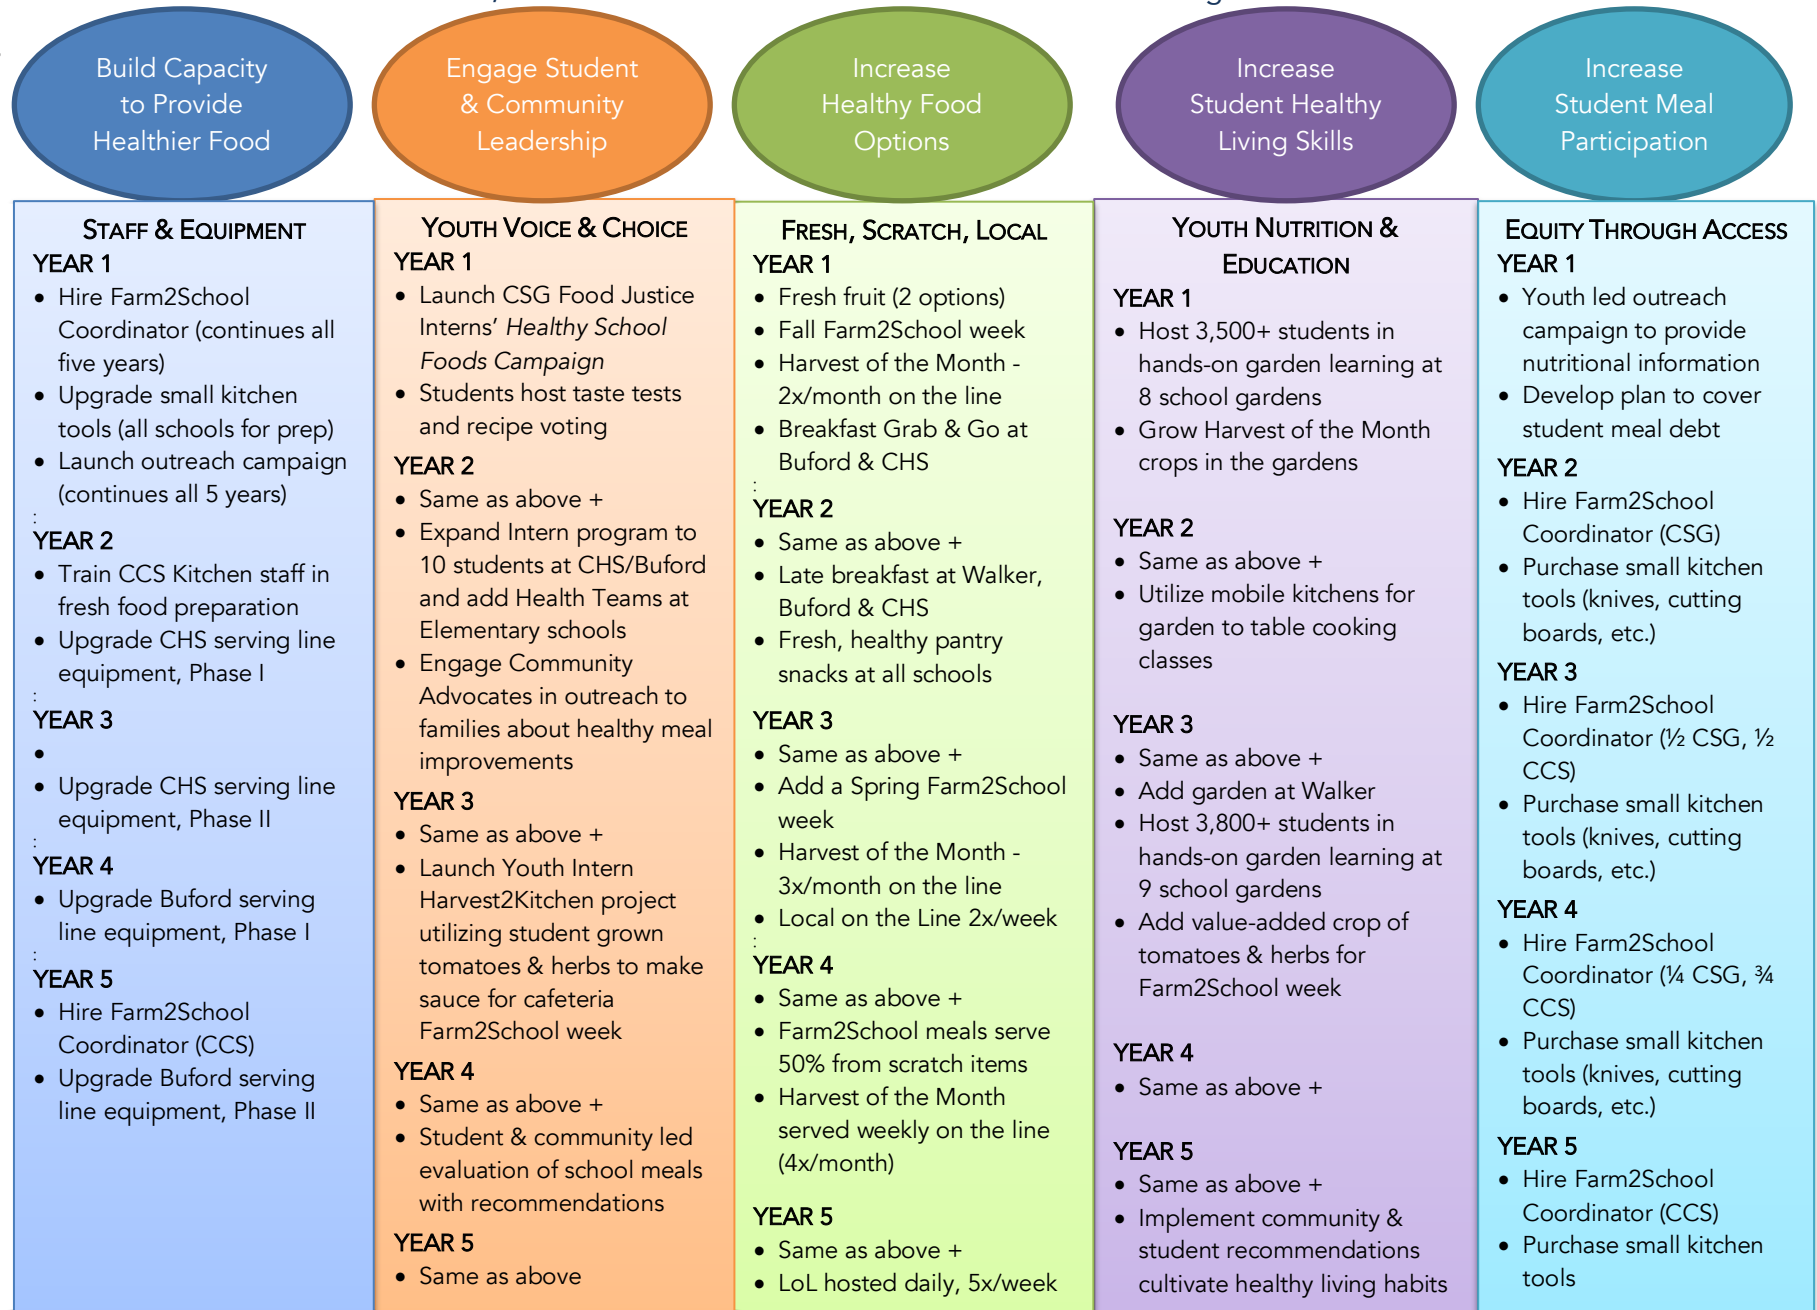 Build Capacity
to Provide
Healthier Food
Engage Student
& Community
Leadership
Increase
Healthy Food
Options
Increase
Student Healthy
Living Skills
Increase
Student Meal
Participation
STAFF & EQUIPMENT
YEAR 1
• Hire Farm2School
Coordinator (continues all
five years)
• Upgrade small kitchen
tools (all schools for prep)
• Launch outreach campaign
(continues all 5 years)
:
YEAR 2
• Train CCS Kitchen staff in
fresh food preparation
• Upgrade CHS serving line
equipment, Phase I
:
YEAR 3
•
• Upgrade CHS serving line
equipment, Phase II
:
YEAR 4
• Upgrade Buford serving
line equipment, Phase I
:
YEAR 5
• Hire Farm2School
Coordinator (CCS)
• Upgrade Buford serving
line equipment, Phase II
YOUTH VOICE & CHOICE
YEAR 1
• Launch CSG Food Justice
Interns’ Healthy School
Foods Campaign
• Students host taste tests
and recipe voting
YEAR 2
• Same as above +
• Expand Intern program to
10 students at CHS/Buford
and add Health Teams at
Elementary schools
• Engage Community
Advocates in outreach to
families about healthy meal
improvements
YEAR 3
• Same as above +
• Launch Youth Intern
Harvest2Kitchen project
utilizing student grown
tomatoes & herbs to make
sauce for cafeteria
Farm2School week
YEAR 4
• Same as above +
• Student & community led
evaluation of school meals
with recommendations
YEAR 5
• Same as above
FRESH, SCRATCH, LOCAL
YEAR 1
• Fresh fruit (2 options)
• Fall Farm2School week
• Harvest of the Month -
2x/month on the line
• Breakfast Grab & Go at
Buford & CHS
:
YEAR 2
• Same as above +
• Late breakfast at Walker,
Buford & CHS
• Fresh, healthy pantry
snacks at all schools
YEAR 3
• Same as above +
• Add a Spring Farm2School
week
• Harvest of the Month -
3x/month on the line
• Local on the Line 2x/week
:
YEAR 4
• Same as above +
• Farm2School meals serve
50% from scratch items
• Harvest of the Month
served weekly on the line
(4x/month)
YEAR 5
• Same as above +
• LoL hosted daily, 5x/week
YOUTH NUTRITION &
EDUCATION
YEAR 1
• Host 3,500+ students in
hands-on garden learning at
8 school gardens
• Grow Harvest of the Month
crops in the gardens
YEAR 2
• Same as above +
• Utilize mobile kitchens for
garden to table cooking
classes
YEAR 3
• Same as above +
• Add garden at Walker
• Host 3,800+ students in
hands-on garden learning at
9 school gardens
• Add value-added crop of
tomatoes & herbs for
Farm2School week
YEAR 4
• Same as above +
YEAR 5
• Same as above +
• Implement community &
student recommendations
cultivate healthy living habits
EQUITY THROUGH ACCESS
YEAR 1
• Youth led outreach
campaign to provide
nutritional information
• Develop plan to cover
student meal debt
YEAR 2
• Hire Farm2School
Coordinator (CSG)
• Purchase small kitchen
tools (knives, cutting
boards, etc.)
YEAR 3
• Hire Farm2School
Coordinator (½ CSG, ½
CCS)
• Purchase small kitchen
tools (knives, cutting
boards, etc.)
YEAR 4
• Hire Farm2School
Coordinator (¼ CSG, ¾
CCS)
• Purchase small kitchen
tools (knives, cutting
boards, etc.)
YEAR 5
• Hire Farm2School
Coordinator (CCS)
• Purchase small kitchen
tools